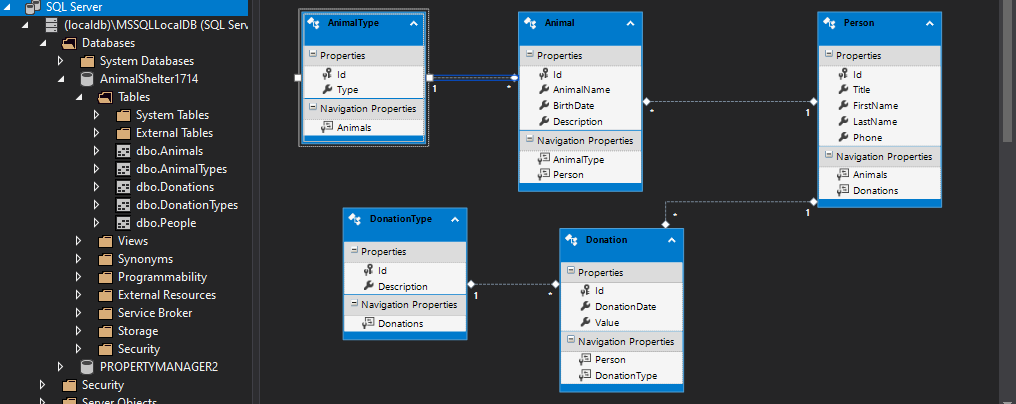 SQL Server
(localdb)\MSSQLLocalDB (SQL Serv
Databases
System Databases
AnimalShelter1714
Tables
System Tables
External Tables
dbo.Animals
dbo.AnimalTypes
dbo.Donations
dbo.DonationTypes
dbo.People
Views
Synonyms
Programmability
External Resources
Service Broker
Storage
Security
PROPERTYMANAGER2
Security
Server Objects
AnimalType
Properties
Id
Type
Navigation Properties
Animals
1
*
Animal
Properties
Id
AnimalName
BirthDate
Description
Navigation Properties
AnimalType
Person
*
1
Person
Properties
Id
Title
FirstName
LastName
Phone
Navigation Properties
Animals
Donations
1
*
DonationType
Properties
Id
Description
Navigation Properties
Donations
1
*
Donation
Properties
Id
DonationDate
Value
Navigation Properties
Person
DonationType